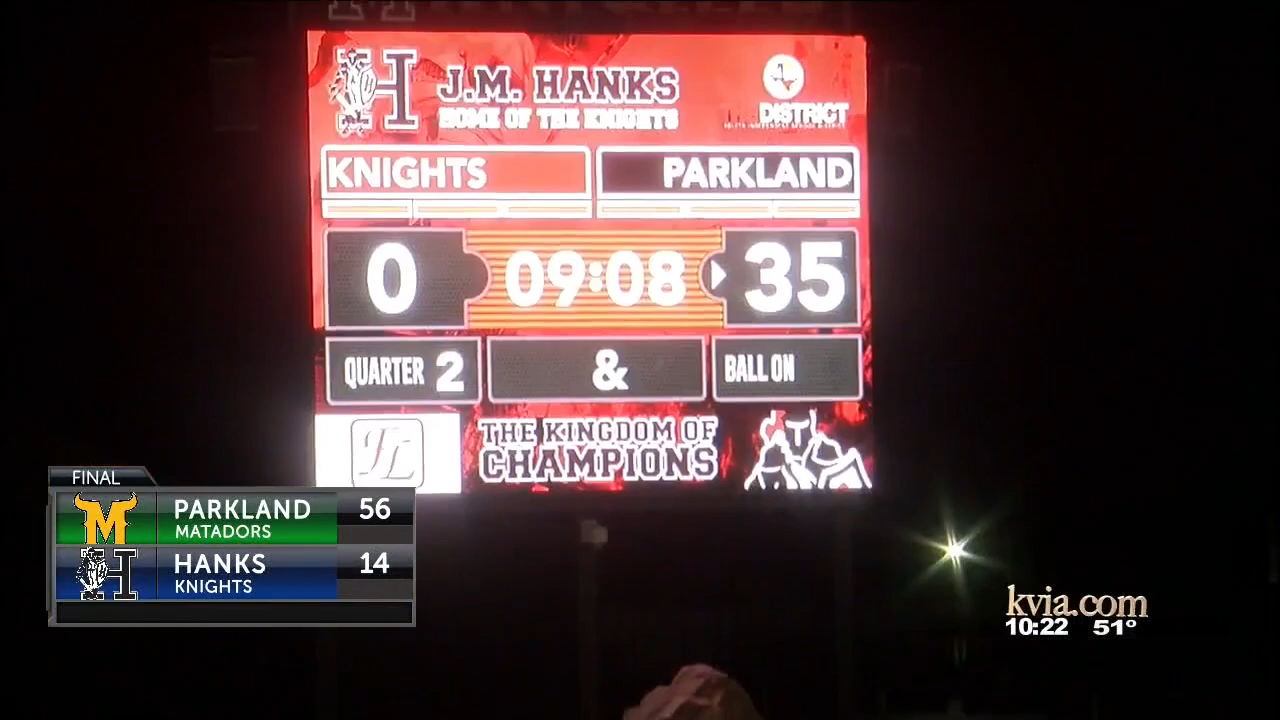 H
J.M. HANKS
HOME OF THE KNIGHTS
THE DISTRICT
KNIGHTS
PARKLAND
0
09:08
35
QUARTER 2
&
BALL ON
THE KINGDOM OF
CHAMPIONS
FINAL
M
PARKLAND 56
MATADORS
H
HANKS 14
KNIGHTS
kvia.com
10:22 51°